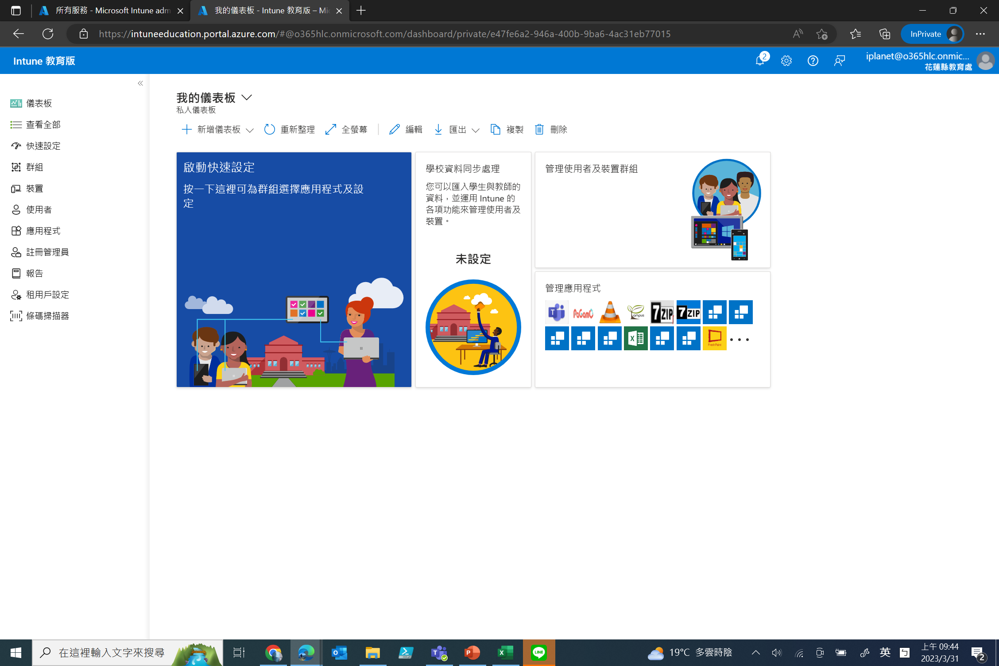 所有服務 - Microsoft Intune adm
我的儀表板 - Intune 教育版 – Mic
https://intuneeducation.portal.azure.com/#@o365hlc.onmicrosoft.com/dashboard/private/e47fe6a2-946a-400b-9ba6-4ac31eb77015
InPrivate
Intune 教育版
2
iplanet@o365hlc.onmic...
花蓮縣教育處
儀表板
查看全部
快速設定
群組
裝置
使用者
應用程式
註冊管理員
報告
租用戶設定
條碼掃描器
我的儀表板
私人儀表板
新增儀表板 重新整理 全螢幕 編輯 匯出 複製 刪除
啟動快速設定
按一下這裡可為群組選擇應用程式及設
定
學校資料同步處理
您可以匯入學生與教師的
資料，並運用 Intune 的
各項功能來管理使用者及
裝置。
未設定
管理使用者及裝置群組
管理應用程式
T PaGamO ampus 7ZIP 7ZIP
X FreshPaint
在這裡輸入文字來搜尋
LINE
19°C 多雲時陰
英 ㄅ
上午 09:44
2023/3/31
2